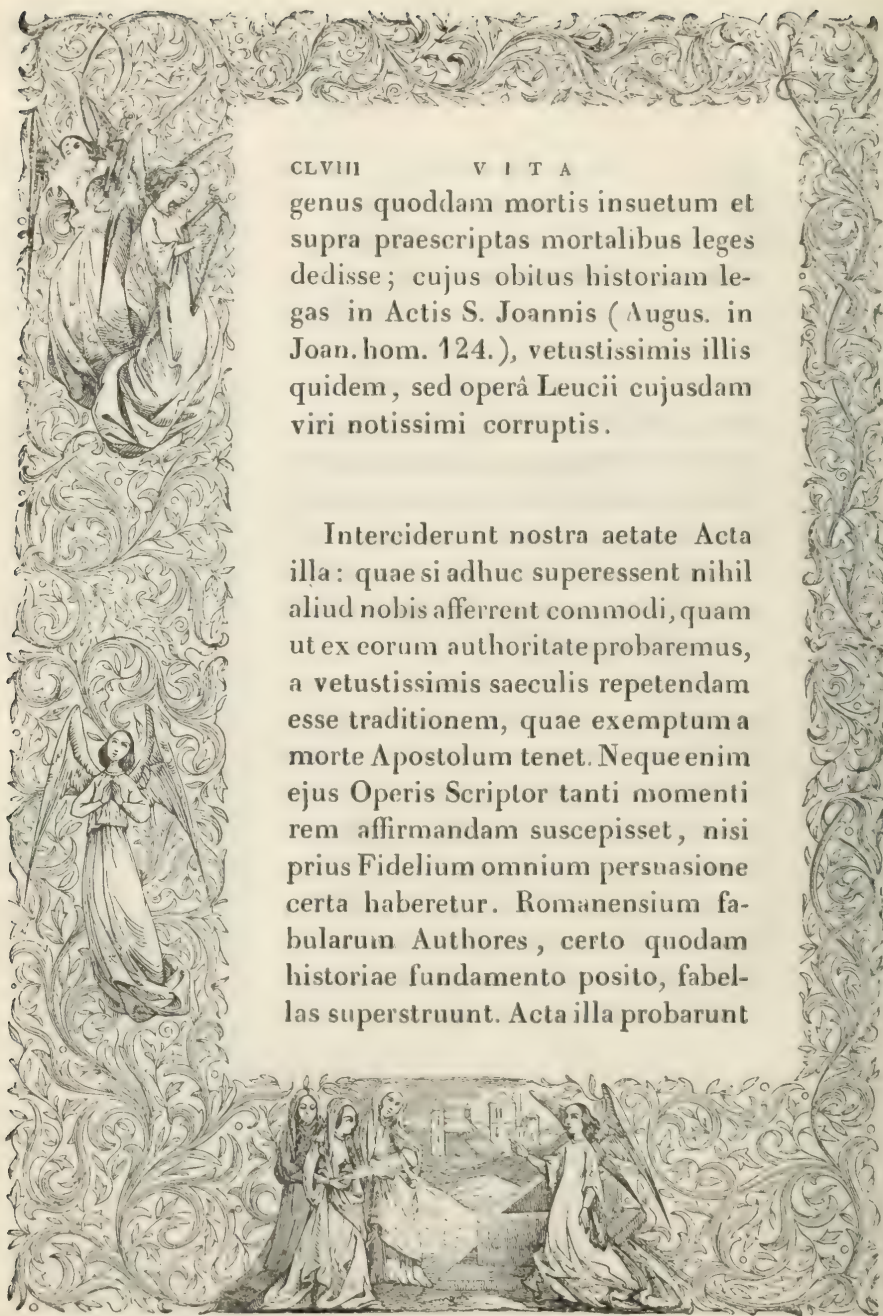 CLVIII VITA
genus quoddam mortis insuetum et
supra praescriptas mortalibus leges
dedisse; cujus obitus historiam le-
gas in Actis S. Joannis (Augus. in
Joan. hom. 124.), vetustissimis illis
quidem, sed operâ Leucii cujusdam
viri notissimi corruptis.
Interciderunt nostra aetate Acta
illa: quae si adhuc superessent nihil
aliud nobis afferrent commodi, quam
ut ex eorum authoritate probaremus,
a vetustissimis saeculis repetendam
esse traditionem, quae exemptum a
morte Apostolum tenet. Neque enim
ejus Operis Scriptor tanti momenti
rem affirmandam suscepisset, nisi
prius Fidelium omnium persuasione
certa haberetur. Romanensium fa-
bularum Authores, certo quodam
historiae fundamento posito, fabel-
las superstruunt. Acta illa probarunt